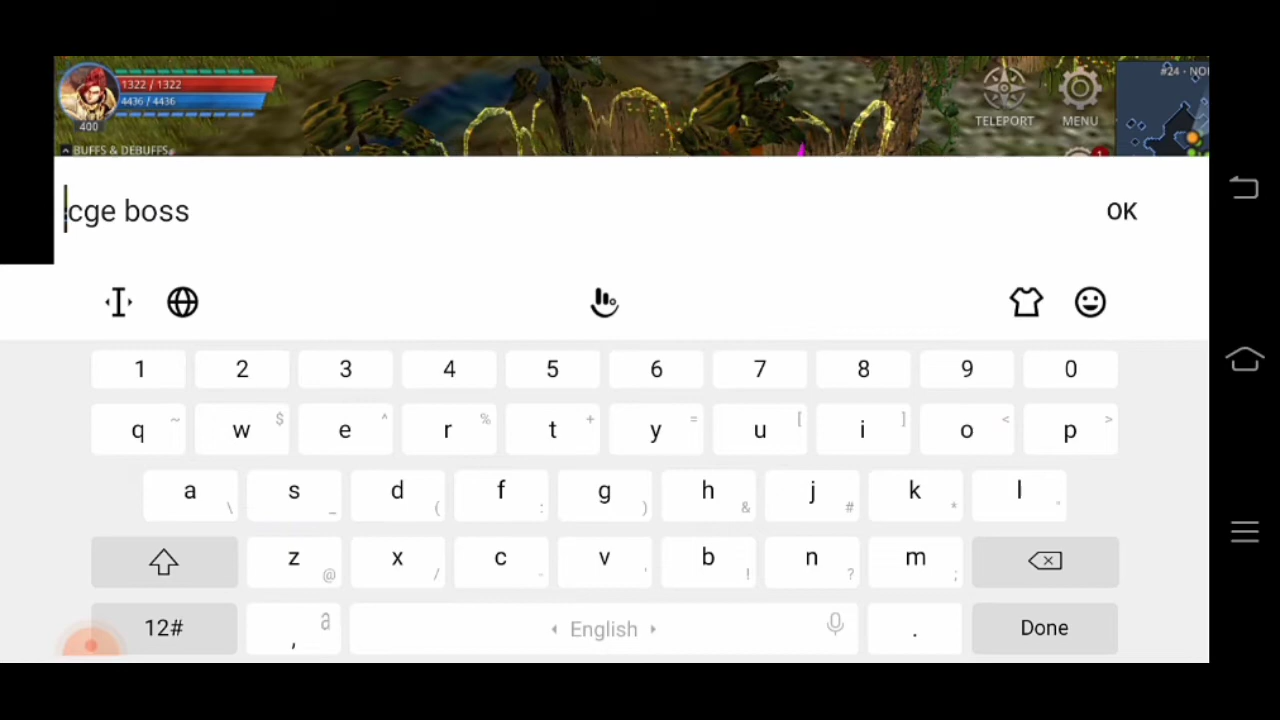 1322 / 1322
4436 / 4436
400
BUFFS & DEBUFFS
TELEPORT
MENU
#24 · NO
1
cge boss
OK
1 2 3 4 5 6 7 8 9 0
q ~ w $ e ^ r % t + y = u [ i ] o < p >
a \ s _ d ( f : g ) h & j # k * l "
z @ x / c - v ' b ! n ? m ;
12# , a English . Done